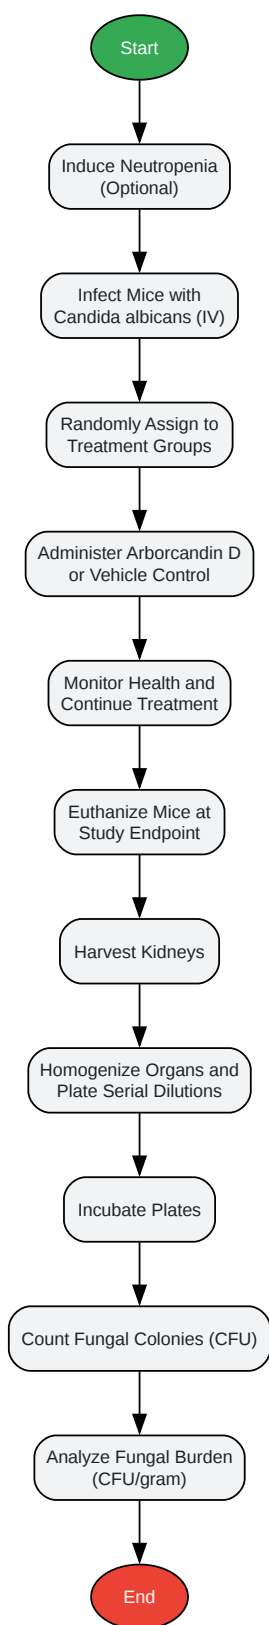 Start
Induce Neutropenia
(Optional)
Infect Mice with
Candida albicans (IV)
Randomly Assign to
Treatment Groups
Administer Arborcandin D
or Vehicle Control
Monitor Health and
Continue Treatment
Euthanize Mice at
Study Endpoint
Harvest Kidneys
Homogenize Organs and
Plate Serial Dilutions
Incubate Plates
Count Fungal Colonies (CFU)
Analyze Fungal Burden
(CFU/gram)
End